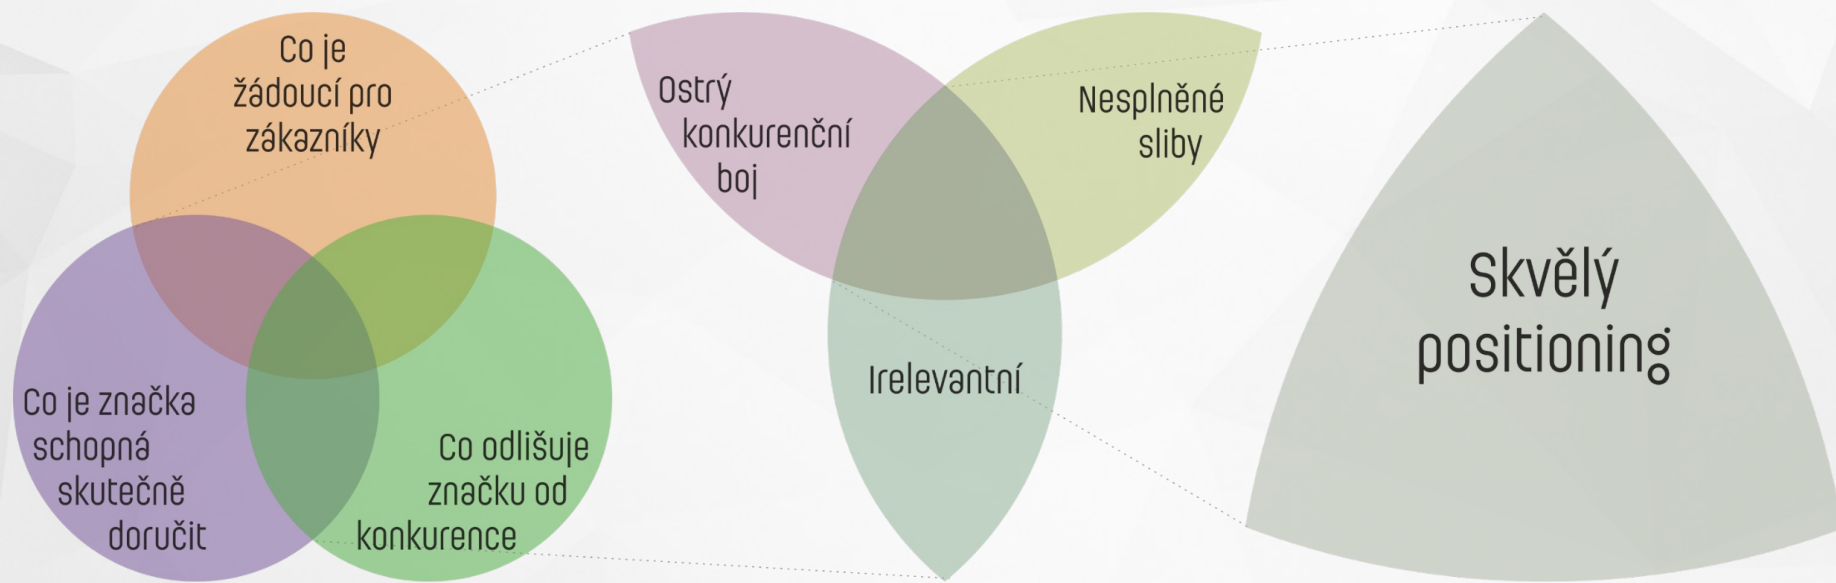 Co je
žádoucí pro
zákazníky
Co je značka
schopná
skutečně
doručit
Co odlišuje
značku od
konkurence
Ostrý
konkurenční
boj
Nesplněné
sliby
Irelevantní
Skvělý
positioning